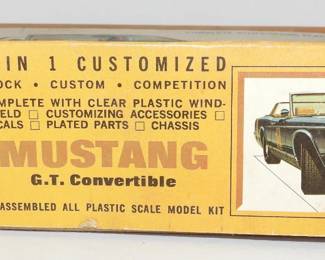 IN 1 CUSTOMIZED
OCK • CUSTOM • COMPETITION
MPLETE WITH CLEAR PLASTIC WIND-
ELD □ CUSTOMIZING ACCESSORIES □
CALS □ PLATED PARTS □ CHASSIS
MUSTANG
G.T. Convertible
ASSEMBLED ALL PLASTIC SCALE MODEL KIT